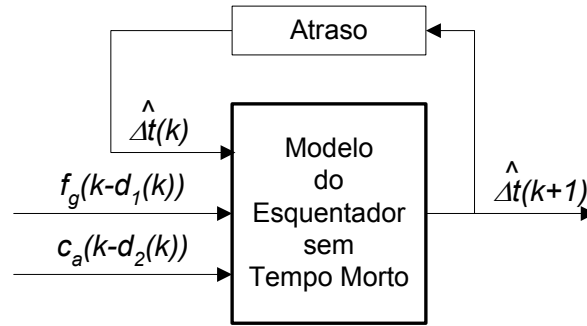 Atraso
^
Δt(k)
f_g(k-d_1(k))
c_a(k-d_2(k))
Modelo
do
Esquentador
sem
Tempo Morto
^
Δt(k+1)